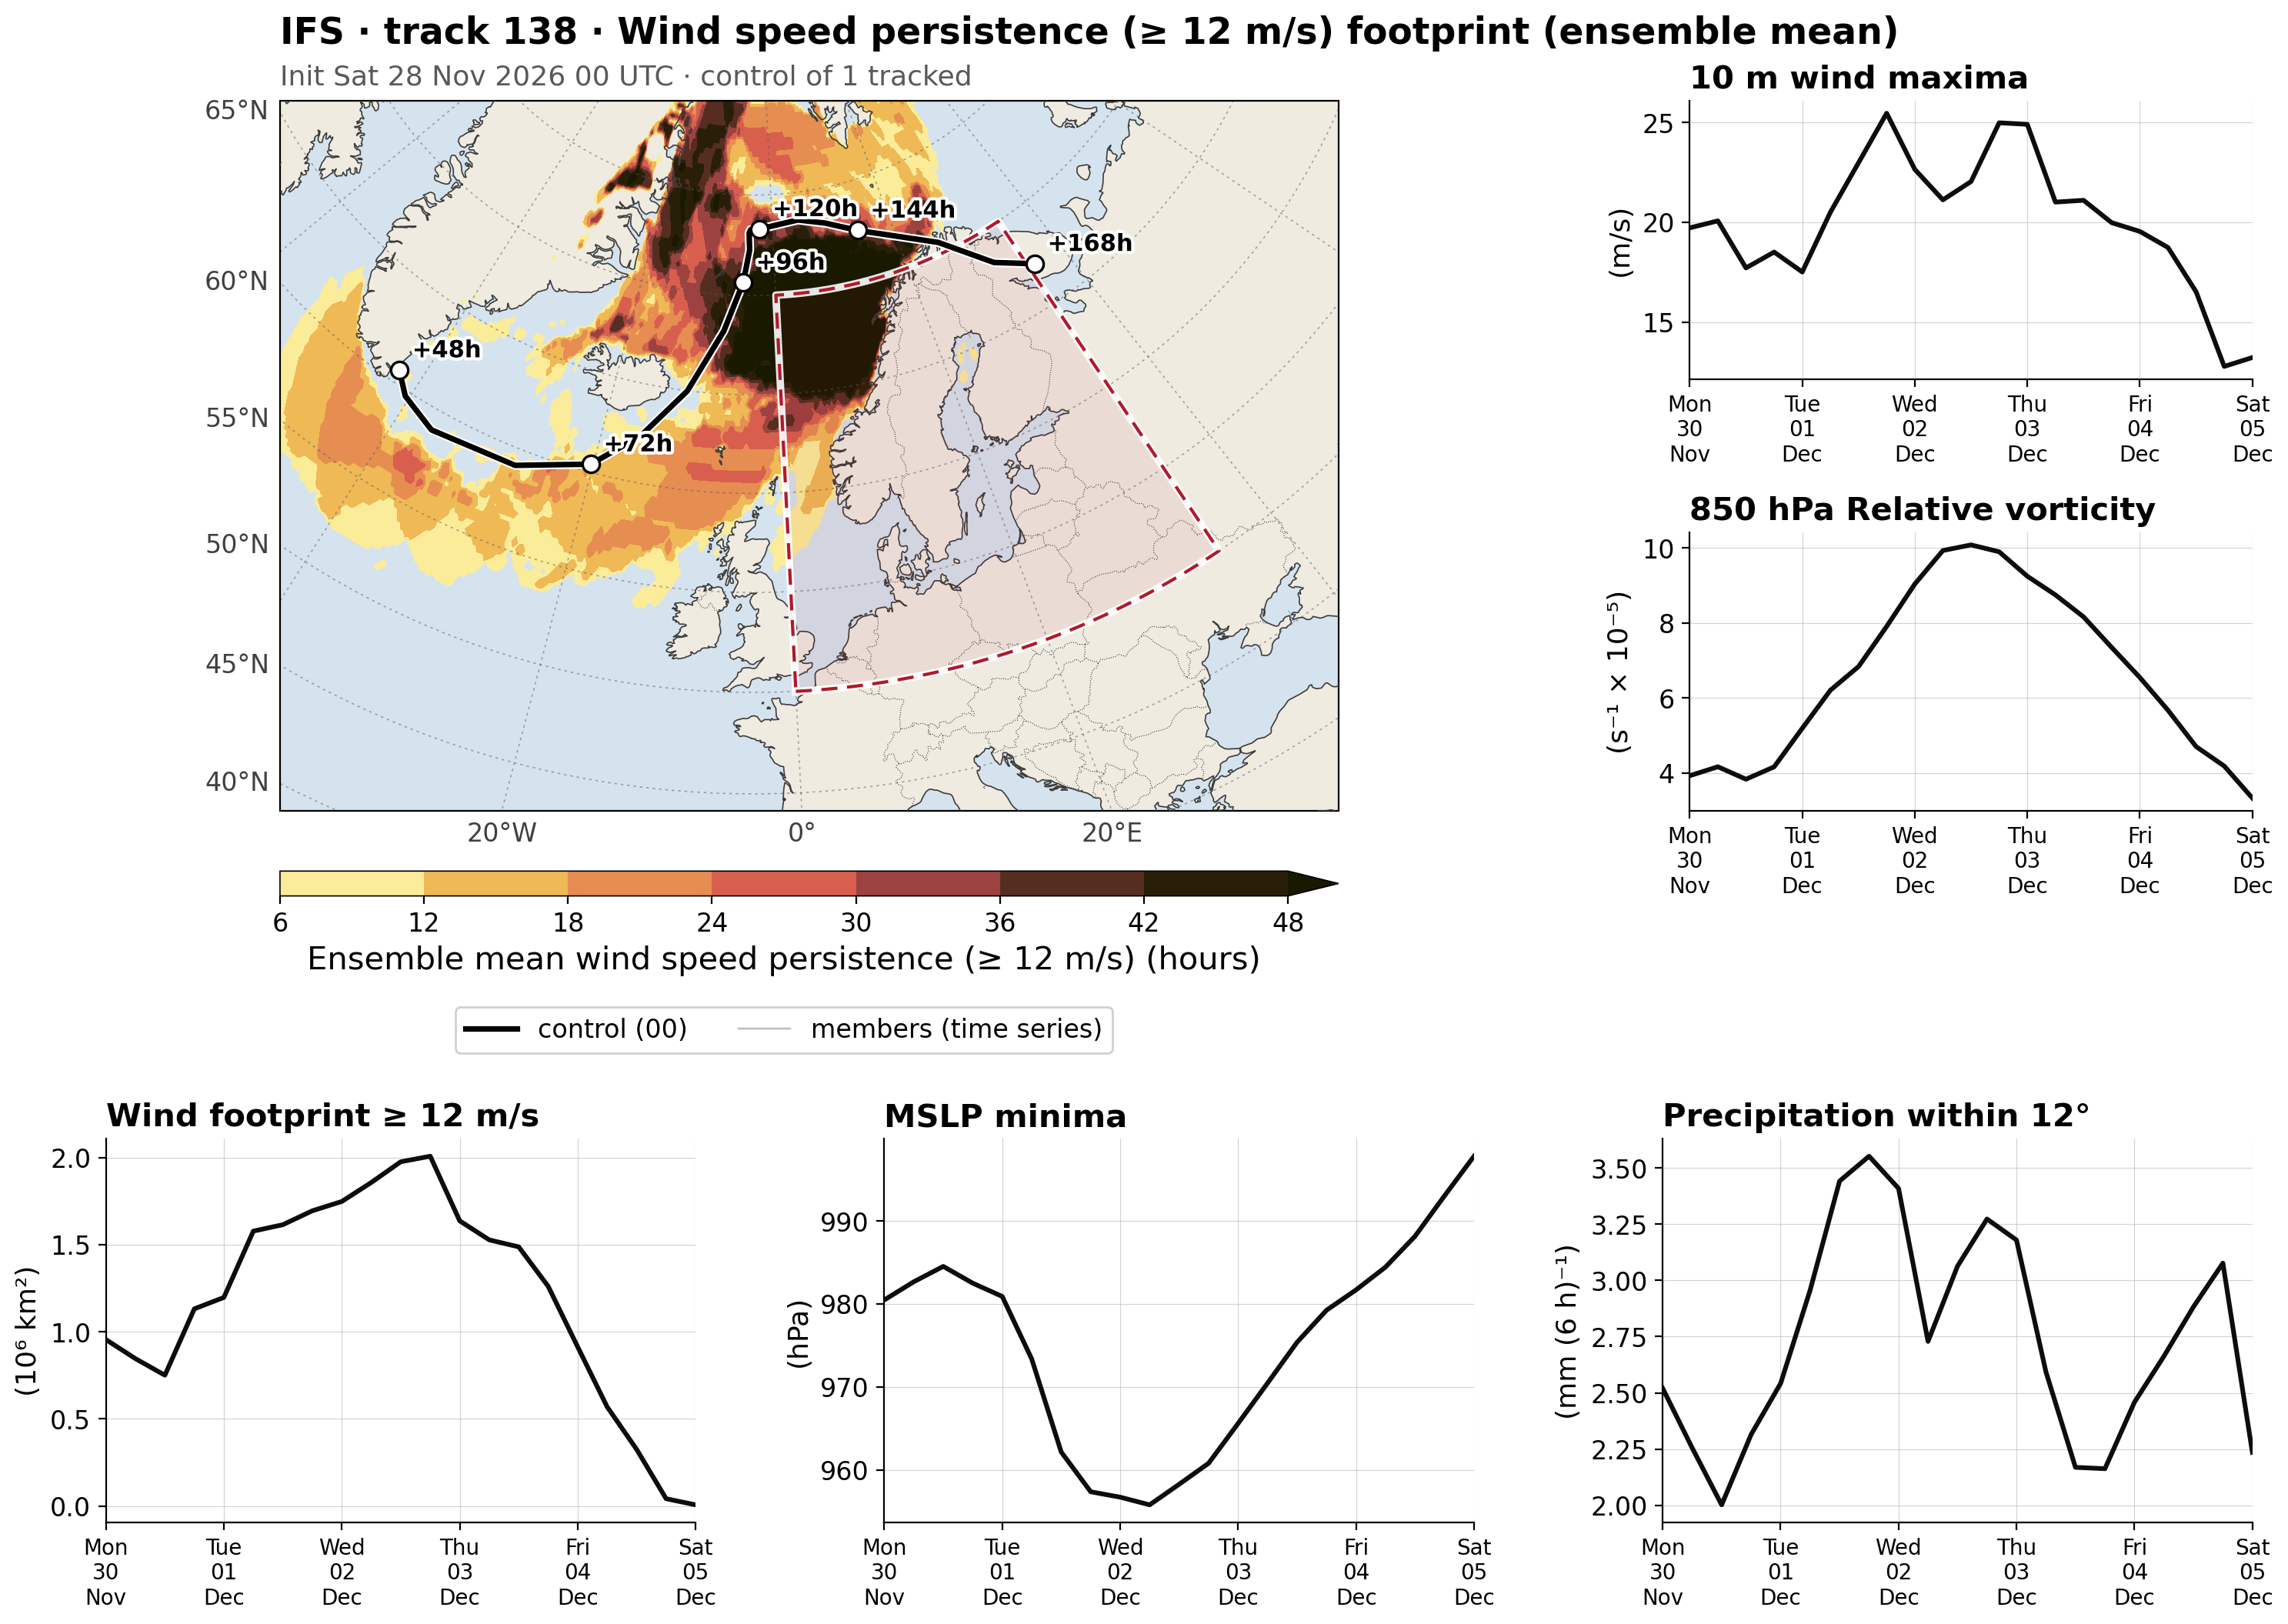 IFS · track 138 · Wind speed persistence (≥ 12 m/s) footprint (ensemble mean)
Init Sat 28 Nov 2026 00 UTC · control of 1 tracked
65°N
60°N
55°N
50°N
45°N
40°N
20°W
0°
20°E
+48h
+72h
+96h
+120h
+144h
+168h
6
12
18
24
30
36
42
48
Ensemble mean wind speed persistence (≥ 12 m/s) (hours)
control (00)
members (time series)
10 m wind maxima
(m/s)
25
20
15
Mon
30
Nov
Tue
01
Dec
Wed
02
Dec
Thu
03
Dec
Fri
04
Dec
Sat
05
Dec
850 hPa Relative vorticity
(s⁻¹ × 10⁻⁵)
10
8
6
4
Mon
30
Nov
Tue
01
Dec
Wed
02
Dec
Thu
03
Dec
Fri
04
Dec
Sat
05
Dec
Wind footprint ≥ 12 m/s
(10⁶ km²)
2.0
1.5
1.0
0.5
0.0
Mon
30
Nov
Tue
01
Dec
Wed
02
Dec
Thu
03
Dec
Fri
04
Dec
Sat
05
Dec
MSLP minima
(hPa)
990
980
970
960
Mon
30
Nov
Tue
01
Dec
Wed
02
Dec
Thu
03
Dec
Fri
04
Dec
Sat
05
Dec
Precipitation within 12°
(mm (6 h)⁻¹)
3.50
3.25
3.00
2.75
2.50
2.25
2.00
Mon
30
Nov
Tue
01
Dec
Wed
02
Dec
Thu
03
Dec
Fri
04
Dec
Sat
05
Dec